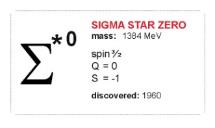 Σ*0
SIGMA STAR ZERO
mass: 1384 MeV
spin 3/2
Q = 0
S = -1
discovered: 1960